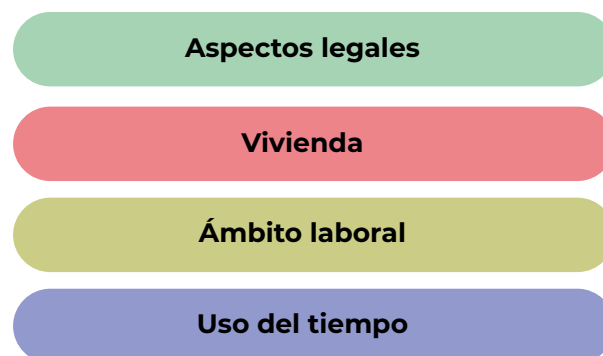 Aspectos legales
Vivienda
Ámbito laboral
Uso del tiempo